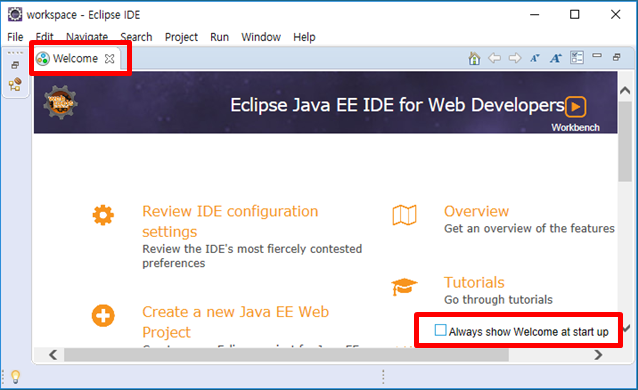 workspace - Eclipse IDE
File Edit Navigate Search Project Run Window Help
Welcome
Eclipse Java EE IDE for Web Developers
Workbench
Review IDE configuration
settings
Review the IDE's most fiercely contested
preferences
Overview
Get an overview of the features
Create a new Java EE Web
Project
Tutorials
Go through tutorials
Always show Welcome at start up